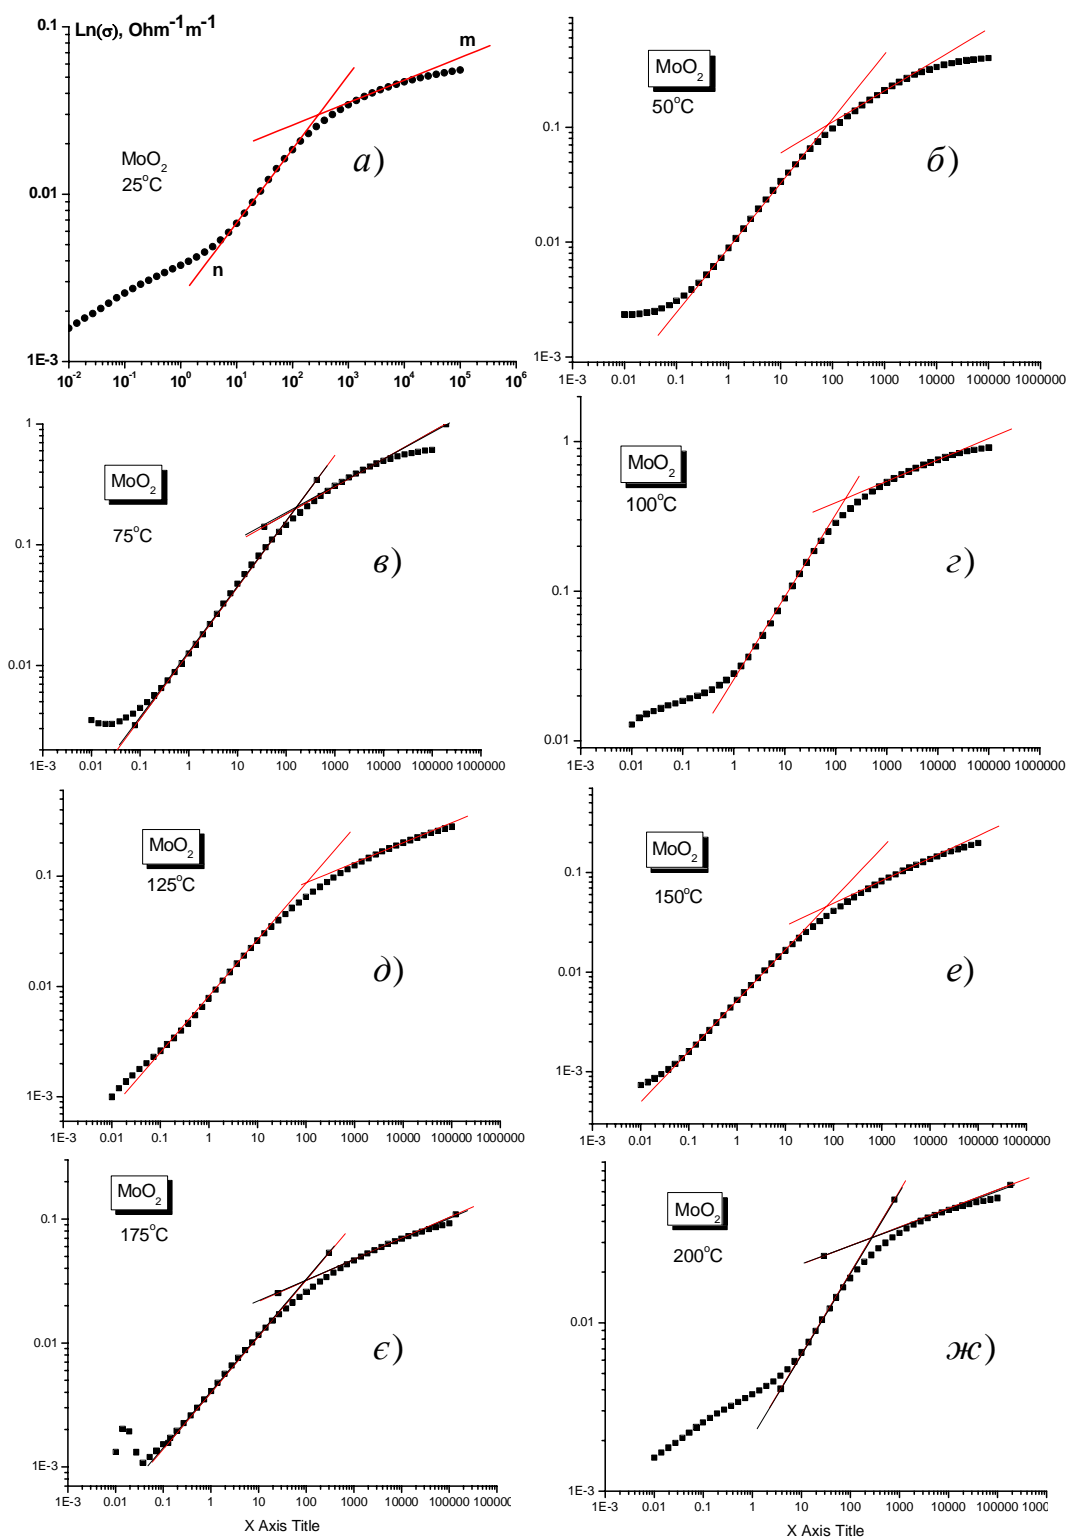 Ln(σ), Ohm⁻¹m⁻¹
0.1
0.01
1E-3
m
n
MoO₂
25°C
а)
10⁻² 10⁻¹ 10⁰ 10¹ 10² 10³ 10⁴ 10⁵ 10⁶
MoO₂
50°C
б)
0.1
0.01
1E-3
1E-3 0.01 0.1 1 10 100 1000 10000 100000 1000000
MoO₂
75°C
в)
1
0.1
0.01
1E-3 0.01 0.1 1 10 100 1000 10000 100000 1000000
MoO₂
100°C
г)
1
0.1
0.01
1E-3 0.01 0.1 1 10 100 1000 10000 100000 1000000
MoO₂
125°C
д)
0.1
0.01
1E-3
1E-3 0.01 0.1 1 10 100 1000 10000 100000 1000000
MoO₂
150°C
е)
0.1
0.01
1E-3
1E-3 0.01 0.1 1 10 100 1000 10000 100000 1000000
MoO₂
175°C
є)
0.1
0.01
1E-3
1E-3 0.01 0.1 1 10 100 1000 10000 100000
X Axis Title
MoO₂
200°C
ж)
0.01
1E-3
1E-3 0.01 0.1 1 10 100 1000 10000 100000
X Axis Title